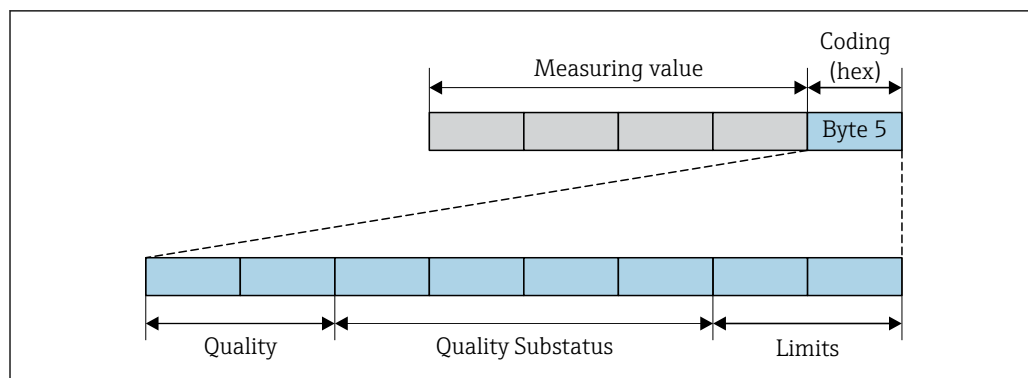 Coding
(hex)
Measuring value
Byte 5
Quality
Quality Substatus
Limits